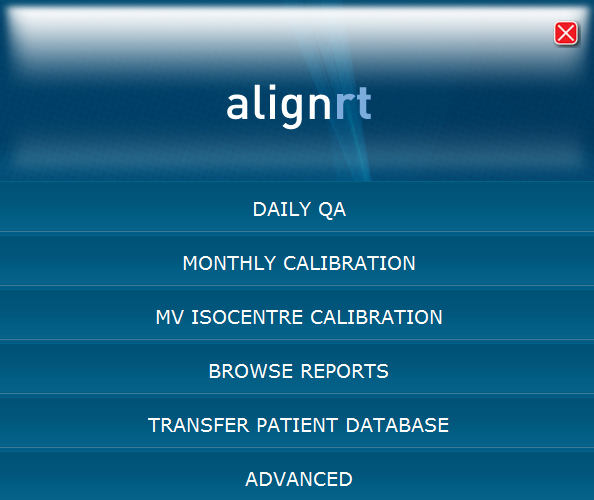 alignrt
DAILY QA
MONTHLY CALIBRATION
MV ISOCENTRE CALIBRATION
BROWSE REPORTS
TRANSFER PATIENT DATABASE
ADVANCED